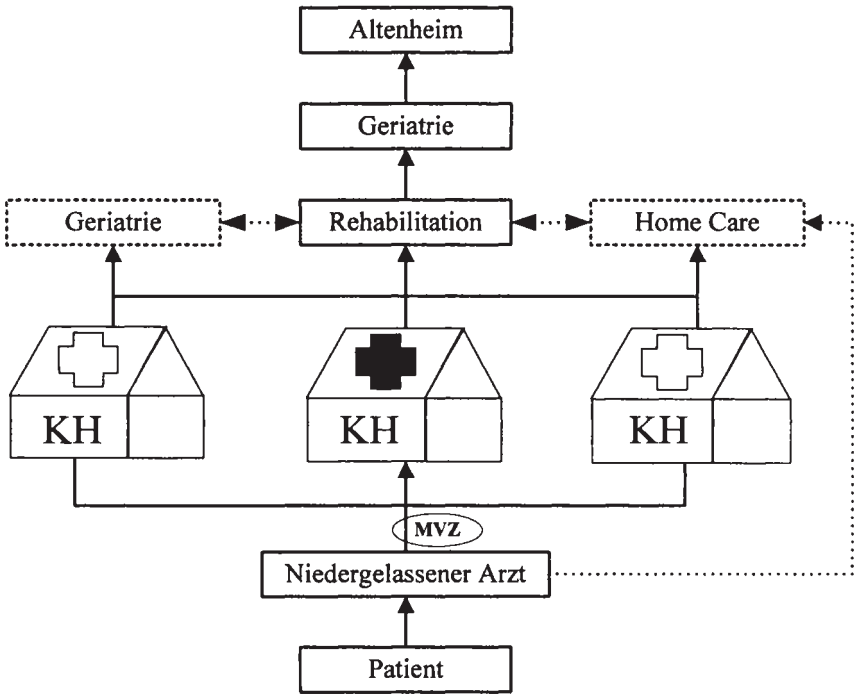 Altenheim
Geriatrie
Geriatrie
Rehabilitation
Home Care
KH
KH
KH
MVZ
Niedergelassener Arzt
Patient